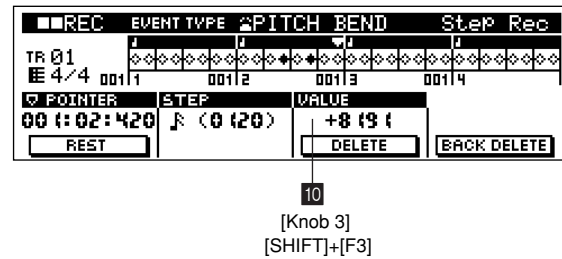 REC EVENT TYPE PITCH BEND Step Rec
TR 01
4/4 001 1 001 2 001 3 001 4
POINTER STEP VALUE
001:02:420 (0120) +8191
REST DELETE BACK DELETE
10
[Knob 3]
[SHIFT]+[F3]